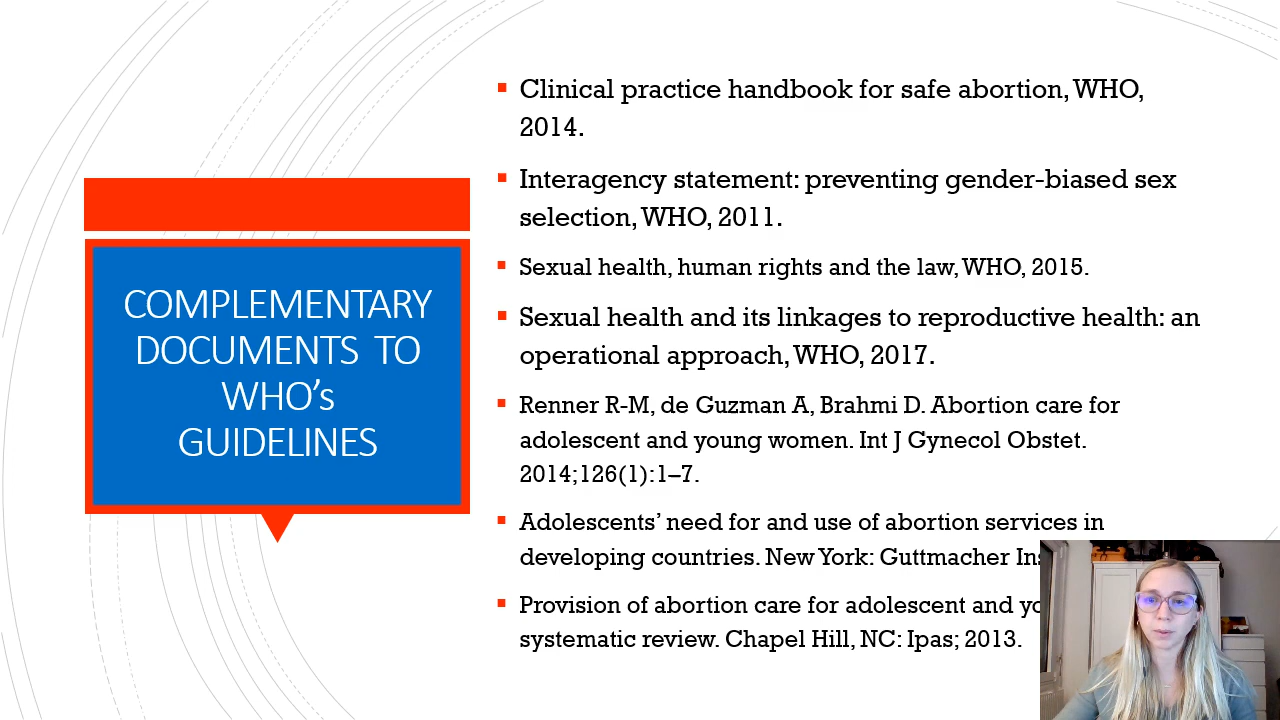 COMPLEMENTARY
DOCUMENTS TO
WHO’s
GUIDELINES
▪ Clinical practice handbook for safe abortion, WHO,
2014.
▪ Interagency statement: preventing gender-biased sex
selection, WHO, 2011.
▪ Sexual health, human rights and the law, WHO, 2015.
▪ Sexual health and its linkages to reproductive health: an
operational approach, WHO, 2017.
▪ Renner R-M, de Guzman A, Brahmi D. Abortion care for
adolescent and young women. Int J Gynecol Obstet.
2014;126(1):1–7.
▪ Adolescents’ need for and use of abortion services in
developing countries. New York: Guttmacher
▪ Provision of abortion care for adolescent and
systematic review. Chapel Hill, NC: Ipas; 2013.